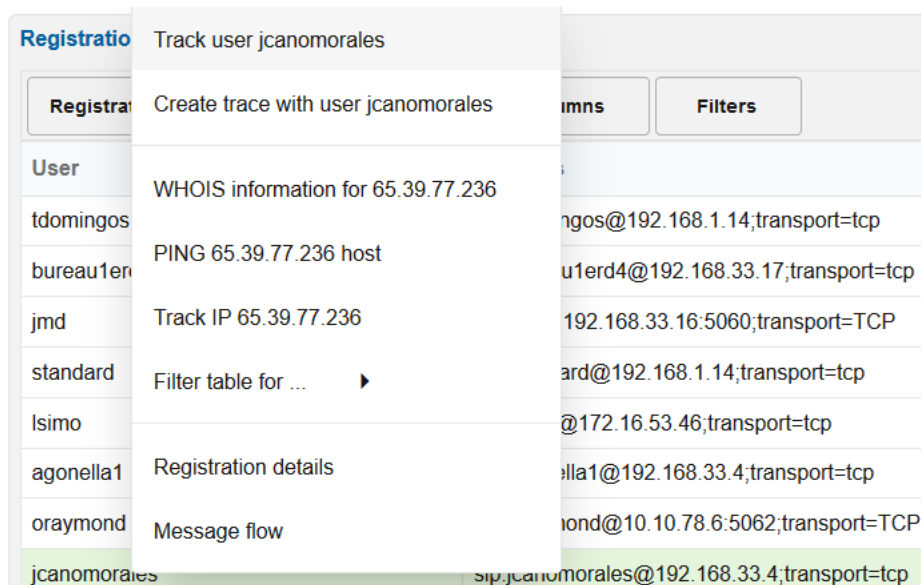 Registratio
Track user jcanomorales
Create trace with user jcanomorales
Filters
User
WHOIS information for 65.39.77.236
tdomingos
ngos@192.168.1.14;transport=tcp
PING 65.39.77.236 host
bureau1erd
u1erd4@192.168.33.17;transport=tcp
jmd
Track IP 65.39.77.236
192.168.33.16:5060;transport=TCP
standard
Filter table for ...
ard@192.168.1.14;transport=tcp
lsimo
@172.16.53.46;transport=tcp
agonella1
Registration details
lla1@192.168.33.4;transport=tcp
oraymond
Message flow
ond@10.10.78.6:5062;transport=TCP
jcanomorales
sip:jcanomorales@192.168.33.4;transport=tcp